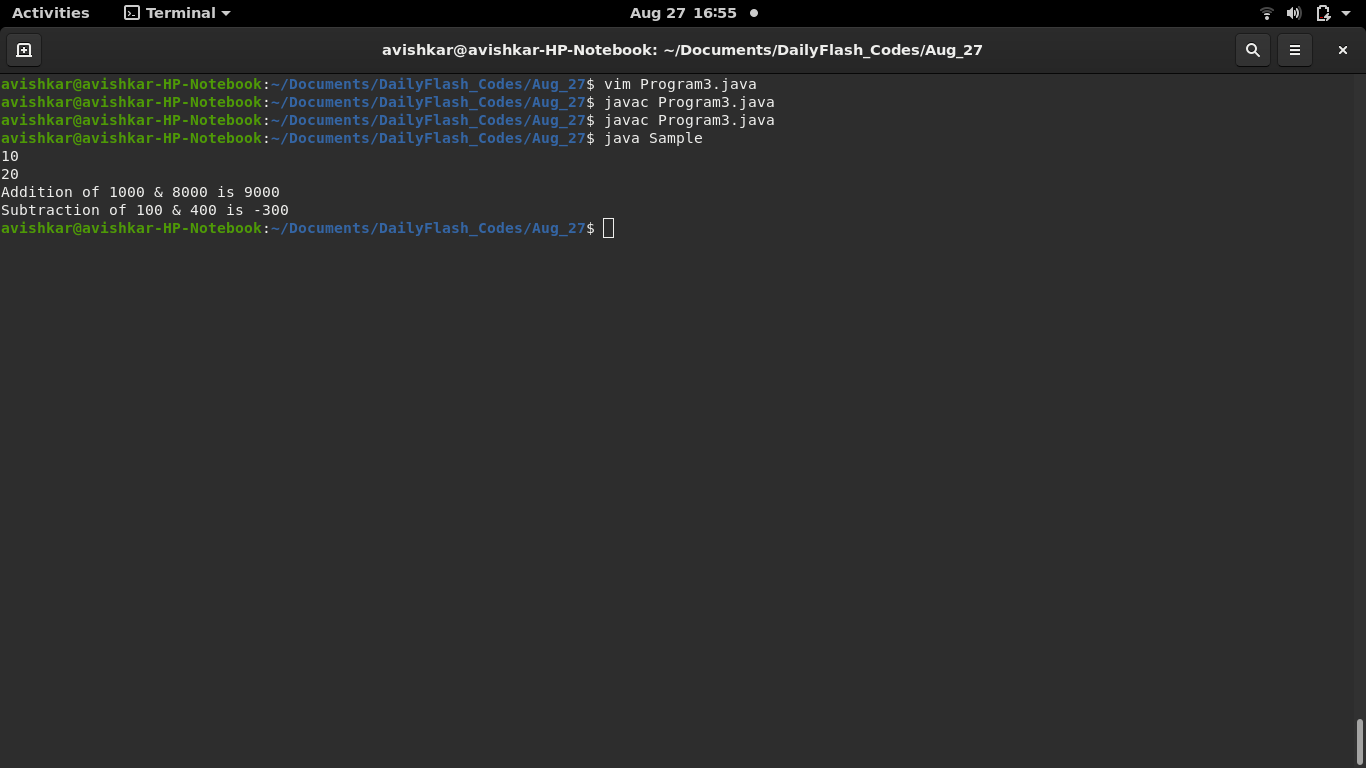 Activities Terminal Aug 27 16:55
avishkar@avishkar-HP-Notebook: ~/Documents/DailyFlash_Codes/Aug_27
avishkar@avishkar-HP-Notebook:~/Documents/DailyFlash_Codes/Aug_27$ vim Program3.java
avishkar@avishkar-HP-Notebook:~/Documents/DailyFlash_Codes/Aug_27$ javac Program3.java
avishkar@avishkar-HP-Notebook:~/Documents/DailyFlash_Codes/Aug_27$ javac Program3.java
avishkar@avishkar-HP-Notebook:~/Documents/DailyFlash_Codes/Aug_27$ java Sample
10
20
Addition of 1000 & 8000 is 9000
Subtraction of 100 & 400 is -300
avishkar@avishkar-HP-Notebook:~/Documents/DailyFlash_Codes/Aug_27$